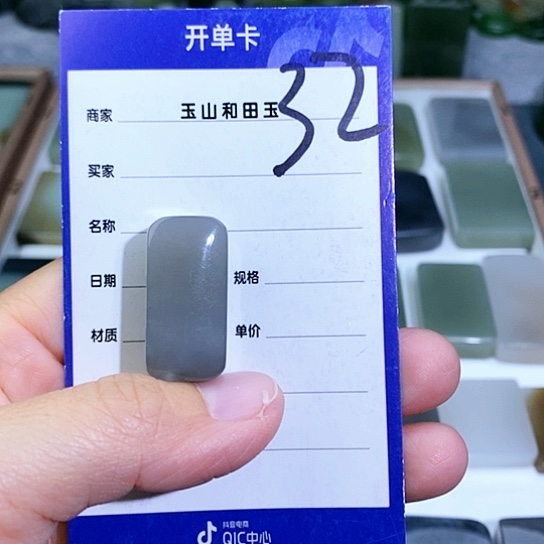 开单卡
32
商家 玉山和田玉
买家
名称
日期 规格
材质 单价
抖音电商
QIC中心